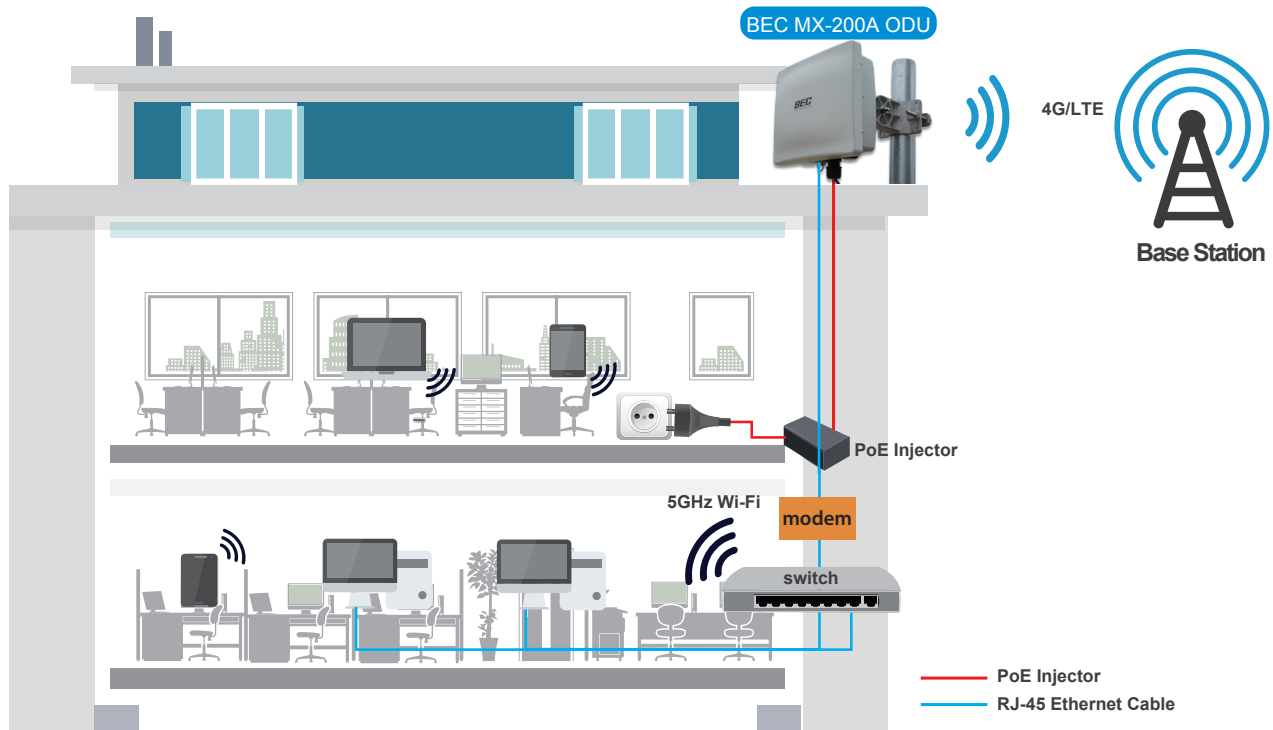 BEC MX-200A ODU
BEC
4G/LTE
Base Station
PoE Injector
5GHz Wi-Fi
modem
switch
PoE Injector
RJ-45 Ethernet Cable